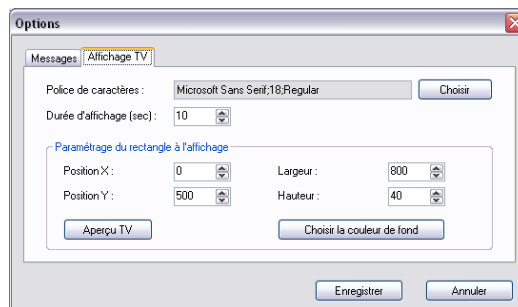 Options
Messages Affichage TV
Police de caractères : Microsoft Sans Serif;18;Regular Choisir
Durée d'affichage (sec) : 10
Paramétrage du rectangle à l'affichage
Position X : 0 Largeur : 800
Position Y : 500 Hauteur : 40
Aperçu TV Choisir la couleur de fond
Enregistrer Annuler